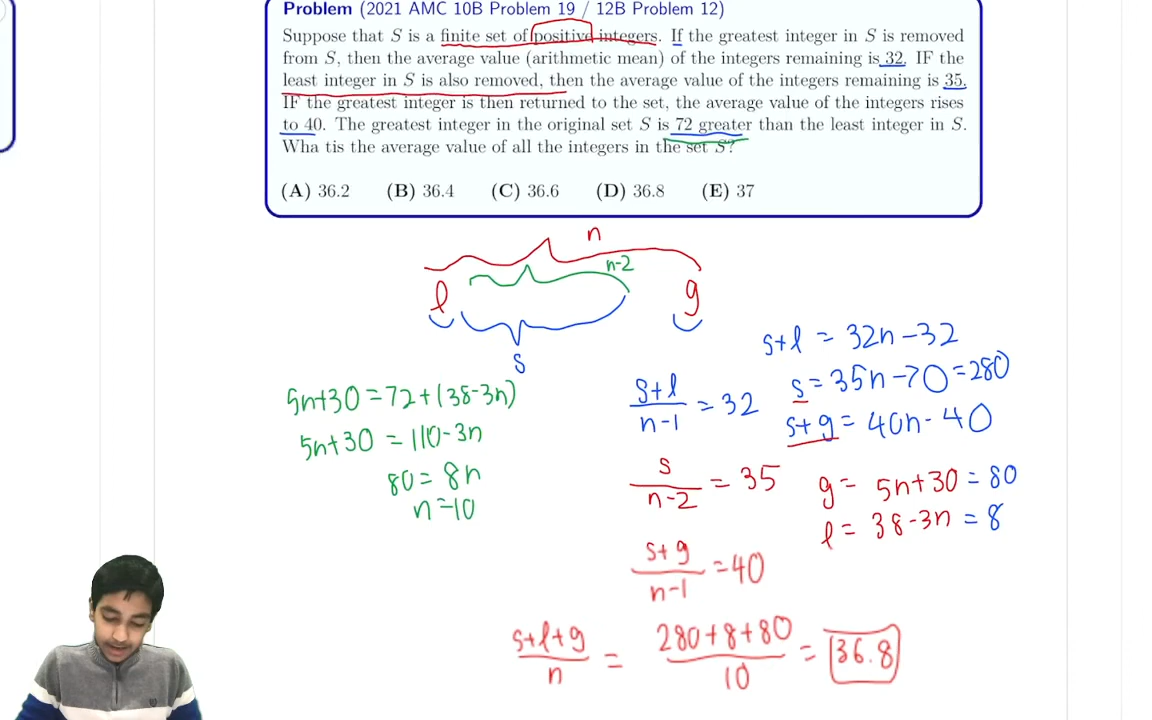 Problem (2021 AMC 10B Problem 19 / 12B Problem 12)
Suppose that S is a finite set of positive integers. If the greatest integer in S is removed
from S, then the average value (arithmetic mean) of the integers remaining is 32. IF the
least integer in S is also removed, then the average value of the integers remaining is 35.
IF the greatest integer is then returned to the set, the average value of the integers rises
to 40. The greatest integer in the original set S is 72 greater than the least integer in S.
Wha tis the average value of all the integers in the set S?
(A) 36.2 (B) 36.4 (C) 36.6 (D) 36.8 (E) 37
n
n-2
l g
s
5n+30=72+(38-3n)
5n+30=110-3n
80=8n
n=10
s+l/n-1 = 32
s/n-2 = 35
s+g/n-1 = 40
s+l = 32n-32
s = 35n-70=280
s+g = 40n-40
g = 5n+30 = 80
l = 38-3n = 8
s+l+g/n = 280+8+80/10 = 36.8